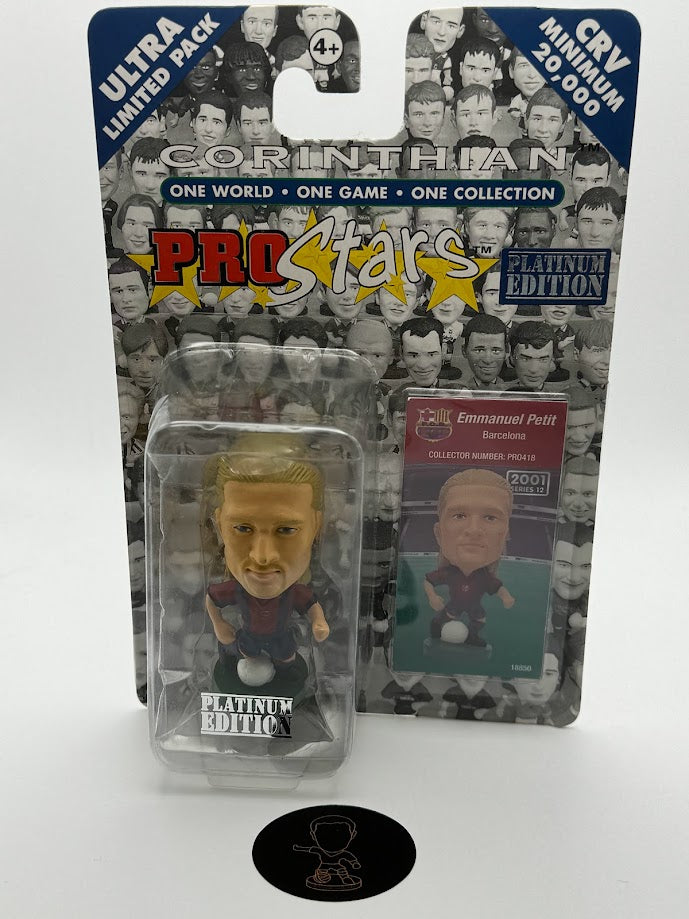 ULTRA
LIMITED PACK
4+
CRV
MINIMUM
20,000
CORINTHIAN™
ONE WORLD • ONE GAME • ONE COLLECTION
PROStars™
PLATINUM
EDITION
Emmanuel Petit
Barcelona
COLLECTOR NUMBER: PRO418
2001
SERIES 12
18850
PLATINUM
EDITION